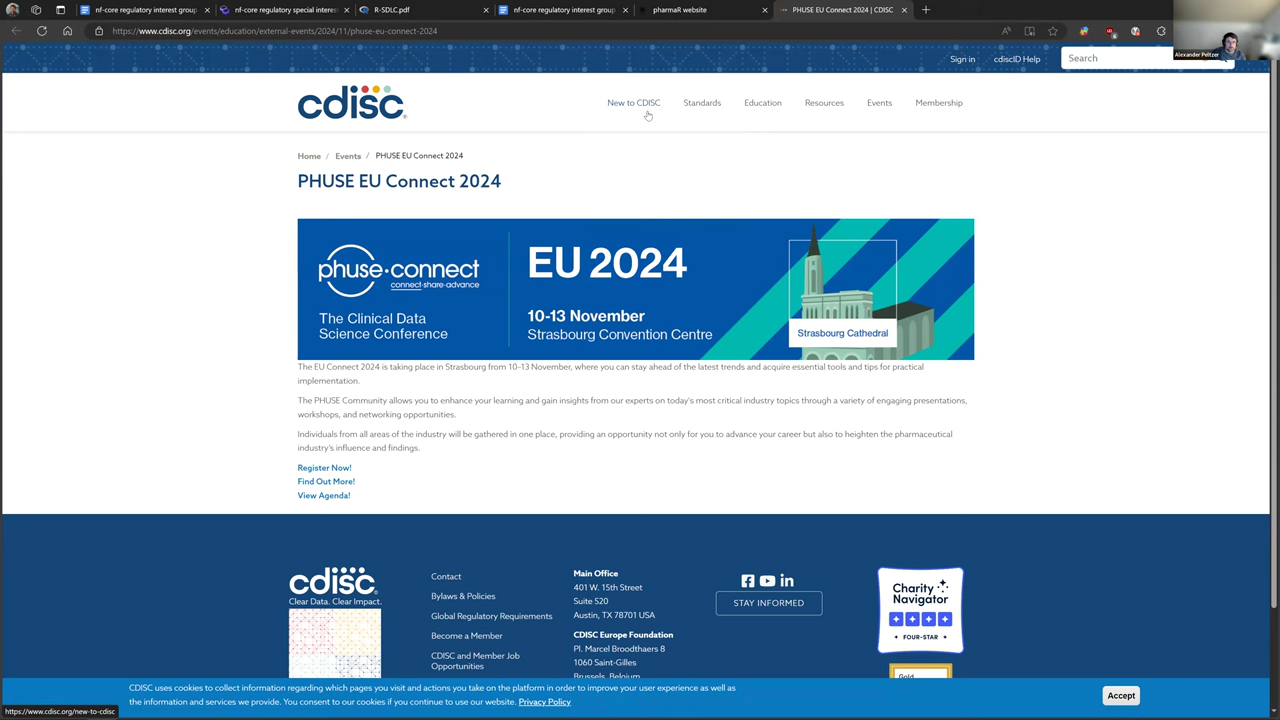 nf-core regulatory interest group
nf-core regulatory special interes
R-SDLC.pdf
nf-core regulatory interest group
pharmaR website
PHUSE EU Connect 2024 | CDISC
https://www.cdisc.org/events/education/external-events/2024/11/phuse-eu-connect-2024
Alexander Peltzer
Sign in
cdiscID Help
Search
cdisc
New to CDISC
Standards
Education
Resources
Events
Membership
Home / Events / PHUSE EU Connect 2024
PHUSE EU Connect 2024
phuse·connect
connect·share·advance
The Clinical Data
Science Conference
EU 2024
10-13 November
Strasbourg Convention Centre
Strasbourg Cathedral
The EU Connect 2024 is taking place in Strasbourg from 10-13 November, where you can stay ahead of the latest trends and acquire essential tools and tips for practical
implementation.
The PHUSE Community allows you to enhance your learning and gain insights from our experts on today's most critical industry topics through a variety of engaging presentations,
workshops, and networking opportunities.
Individuals from all areas of the industry will be gathered in one place, providing an opportunity not only for you to advance your career but also to heighten the pharmaceutical
industry's influence and findings.
Register Now!
Find Out More!
View Agenda!
cdisc
Clear Data. Clear Impact.
Contact
Bylaws & Policies
Global Regulatory Requirements
Become a Member
CDISC and Member Job
Opportunities
Main Office
401 W. 15th Street
Suite 520
Austin, TX 78701 USA
CDISC Europe Foundation
Pl. Marcel Broodthaers 8
1060 Saint-Gilles
Brussels, Belgium
STAY INFORMED
Charity
Navigator
FOUR-STAR
Gold
CDISC uses cookies to collect information regarding which pages you visit and actions you take on the platform in order to improve your user experience as well as
the information and services we provide. You consent to our cookies if you continue to use our website. Privacy Policy
Accept
https://www.cdisc.org/new-to-cdisc